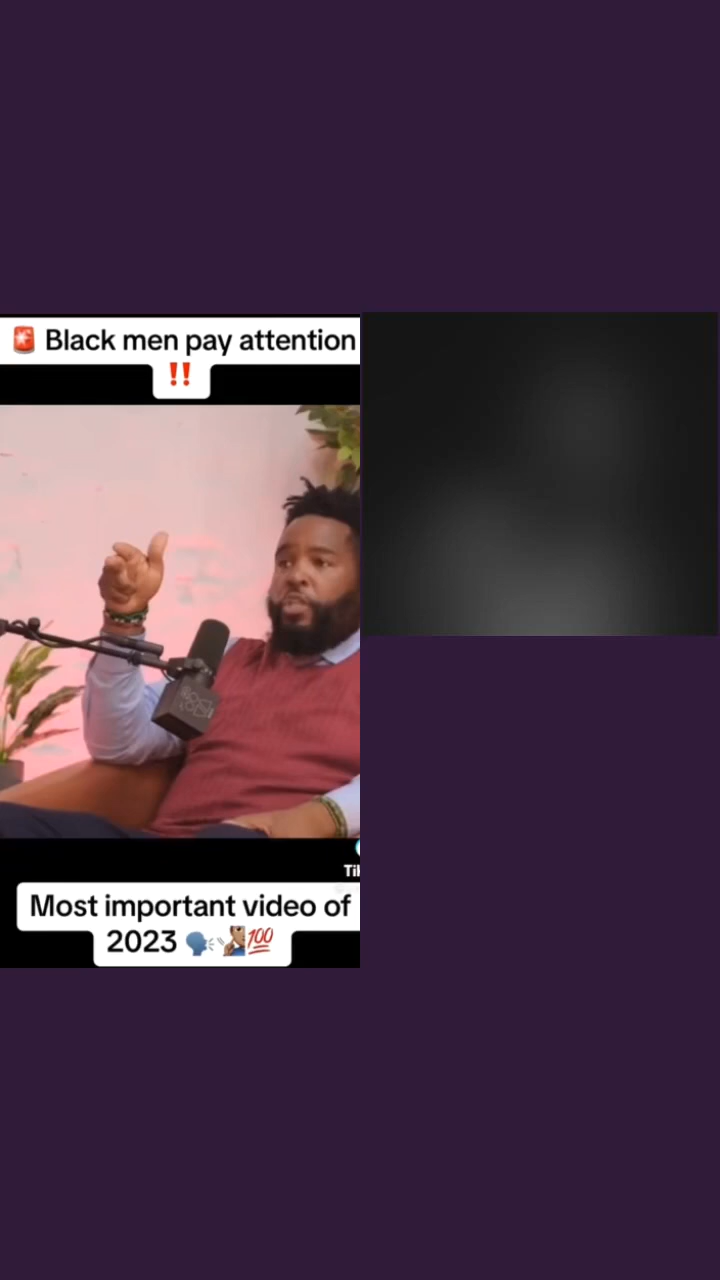 🚨 Black men pay attention
‼️
Most important video of
2023 🗣️🧏🏽‍♂️💯